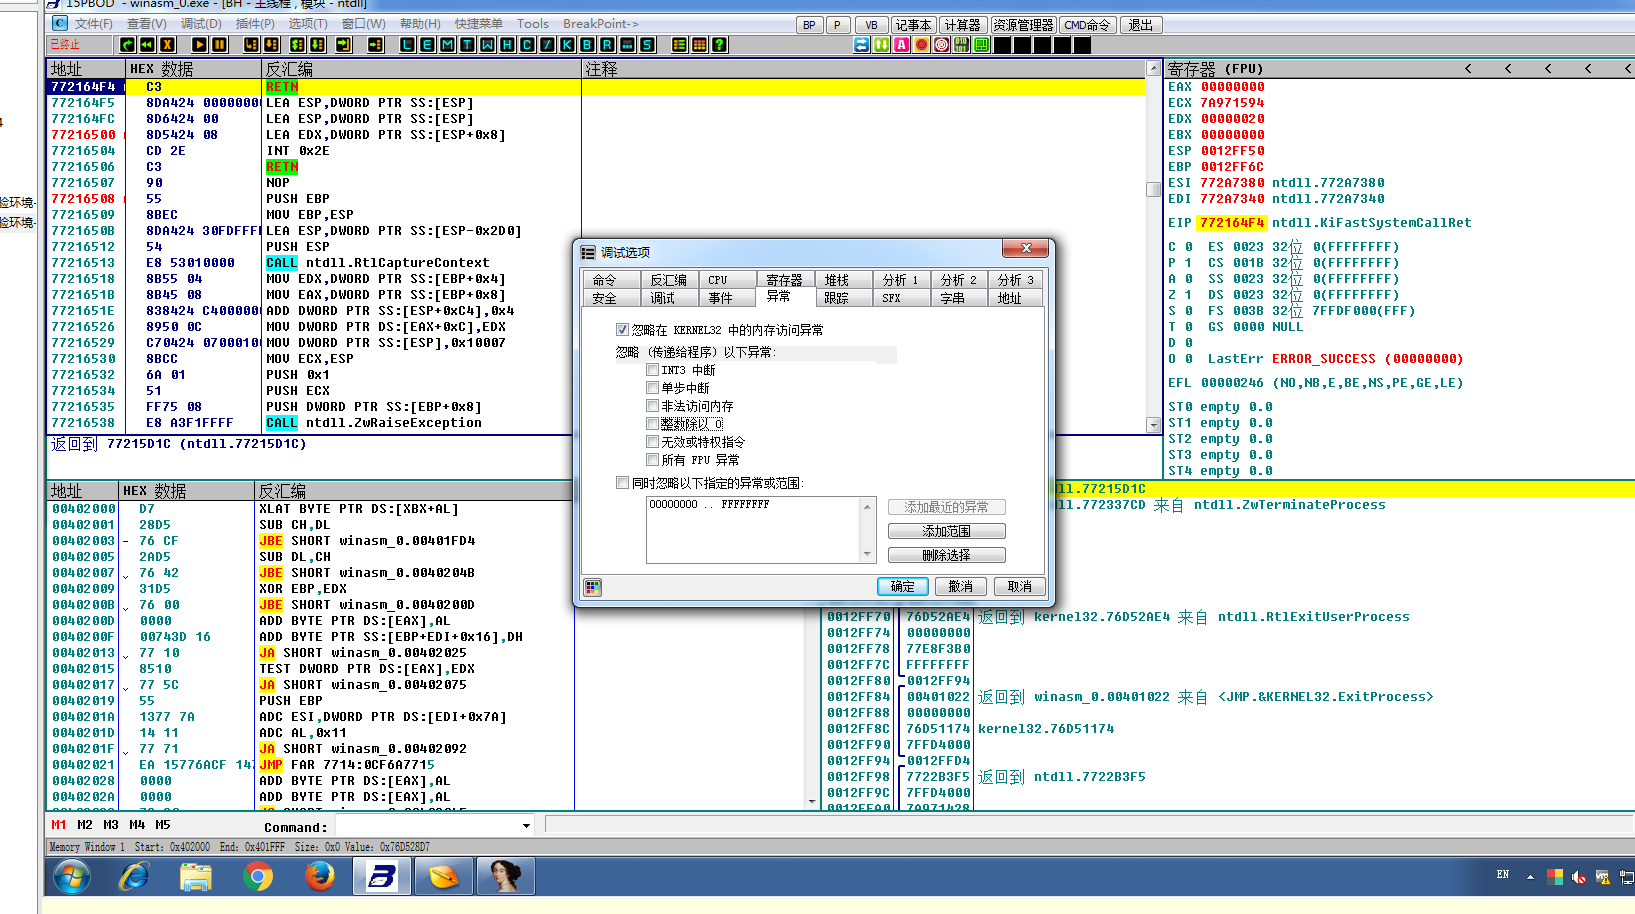 15PBOD - winasm_0.exe - [BH - 主线程, 模块 - ntdll]
C 文件(F) 查看(V) 调试(D) 插件(P) 选项(T) 窗口(W) 帮助(H) 快捷菜单 Tools BreakPoint-> BP P VB 记事本 计算器 资源管理器 CMD命令 退出
已终止 L E M T W H C / K B R ... S ?
地址 HEX 数据 反汇编 注释
772164F4 C3 RETN
772164F5 8DA424 0000000 LEA ESP,DWORD PTR SS:[ESP]
772164FC 8D6424 00 LEA ESP,DWORD PTR SS:[ESP]
77216500 8D5424 08 LEA EDX,DWORD PTR SS:[ESP+0x8]
77216504 CD 2E INT 0x2E
77216506 C3 RETN
77216507 90 NOP
77216508 55 PUSH EBP
77216509 8BEC MOV EBP,ESP
7721650B 8DA424 30FDFFF LEA ESP,DWORD PTR SS:[ESP-0x2D0]
77216512 54 PUSH ESP
77216513 E8 53010000 CALL ntdll.RtlCaptureContext
77216518 8B55 04 MOV EDX,DWORD PTR SS:[EBP+0x4]
7721651B 8B45 08 MOV EAX,DWORD PTR SS:[EBP+0x8]
7721651E 838424 C400000 ADD DWORD PTR SS:[ESP+0xC4],0x4
77216526 8950 0C MOV DWORD PTR DS:[EAX+0xC],EDX
77216529 C70424 0700010 MOV DWORD PTR SS:[ESP],0x10007
77216530 8BCC MOV ECX,ESP
77216532 6A 01 PUSH 0x1
77216534 51 PUSH ECX
77216535 FF75 08 PUSH DWORD PTR SS:[EBP+0x8]
77216538 E8 A3F1FFFF CALL ntdll.ZwRaiseException
返回到 77215D1C (ntdll.77215D1C)
寄存器 (FPU) < < < < <
EAX 00000000
ECX 7A971594
EDX 00000020
EBX 00000000
ESP 0012FF50
EBP 0012FF6C
ESI 772A7380 ntdll.772A7380
EDI 772A7340 ntdll.772A7340
EIP 772164F4 ntdll.KiFastSystemCallRet
C 0 ES 0023 32位 0(FFFFFFFF)
P 1 CS 001B 32位 0(FFFFFFFF)
A 0 SS 0023 32位 0(FFFFFFFF)
Z 1 DS 0023 32位 0(FFFFFFFF)
S 0 FS 003B 32位 7FFDF000(FFF)
T 0 GS 0000 NULL
D 0
O 0 LastErr ERROR_SUCCESS (00000000)
EFL 00000246 (NO,NB,E,BE,NS,PE,GE,LE)
ST0 empty 0.0
ST1 empty 0.0
ST2 empty 0.0
ST3 empty 0.0
ST4 empty 0.0
验环境-
验环境-
调试选项
命令 反汇编 CPU 寄存器 堆栈 分析 1 分析 2 分析 3
安全 调试 事件 异常 跟踪 SFX 字串 地址
忽略在 KERNEL32 中的内存访问异常
忽略 (传递给程序) 以下异常:
INT3 中断
单步中断
非法访问内存
整数除以 0
无效或特权指令
所有 FPU 异常
同时忽略以下指定的异常或范围:
00000000 .. FFFFFFFF
添加最近的异常
添加范围
删除选择
确定 撤消 取消
地址 HEX 数据 反汇编
00402000 D7 XLAT BYTE PTR DS:[XBX+AL]
00402001 28D5 SUB CH,DL
00402003 - 76 CF JBE SHORT winasm_0.00401FD4
00402005 2AD5 SUB DL,CH
00402007 76 42 JBE SHORT winasm_0.0040204B
00402009 31D5 XOR EBP,EDX
0040200B 76 00 JBE SHORT winasm_0.0040200D
0040200D 0000 ADD BYTE PTR DS:[EAX],AL
0040200F 00743D 16 ADD BYTE PTR SS:[EBP+EDI+0x16],DH
00402013 77 10 JA SHORT winasm_0.00402025
00402015 8510 TEST DWORD PTR DS:[EAX],EDX
00402017 77 5C JA SHORT winasm_0.00402075
00402019 55 PUSH EBP
0040201A 1377 7A ADC ESI,DWORD PTR DS:[EDI+0x7A]
0040201D 14 11 ADC AL,0x11
0040201F 77 71 JA SHORT winasm_0.00402092
00402021 EA 15776ACF 14 JMP FAR 7714:0CF6A7715
00402028 0000 ADD BYTE PTR DS:[EAX],AL
0040202A 0000 ADD BYTE PTR DS:[EAX],AL
ll.77215D1C
ll.772337CD 来自 ntdll.ZwTerminateProcess
0012FF70 76D52AE4 返回到 kernel32.76D52AE4 来自 ntdll.RtlExitUserProcess
0012FF74 00000000
0012FF78 77E8F3B0
0012FF7C FFFFFFFF
0012FF80 0012FF94
0012FF84 00401022 返回到 winasm_0.00401022 来自 <JMP.&KERNEL32.ExitProcess>
0012FF88 00000000
0012FF8C 76D51174 kernel32.76D51174
0012FF90 7FFD4000
0012FF94 0012FFD4
0012FF98 7722B3F5 返回到 ntdll.7722B3F5
0012FF9C 7FFD4000
0012FFA0 7A971428
M1 M2 M3 M4 M5 Command:
Memory Window 1 Start: 0x402000 End: 0x401FFF Size: 0x0 Value: 0x76D528D7
EN